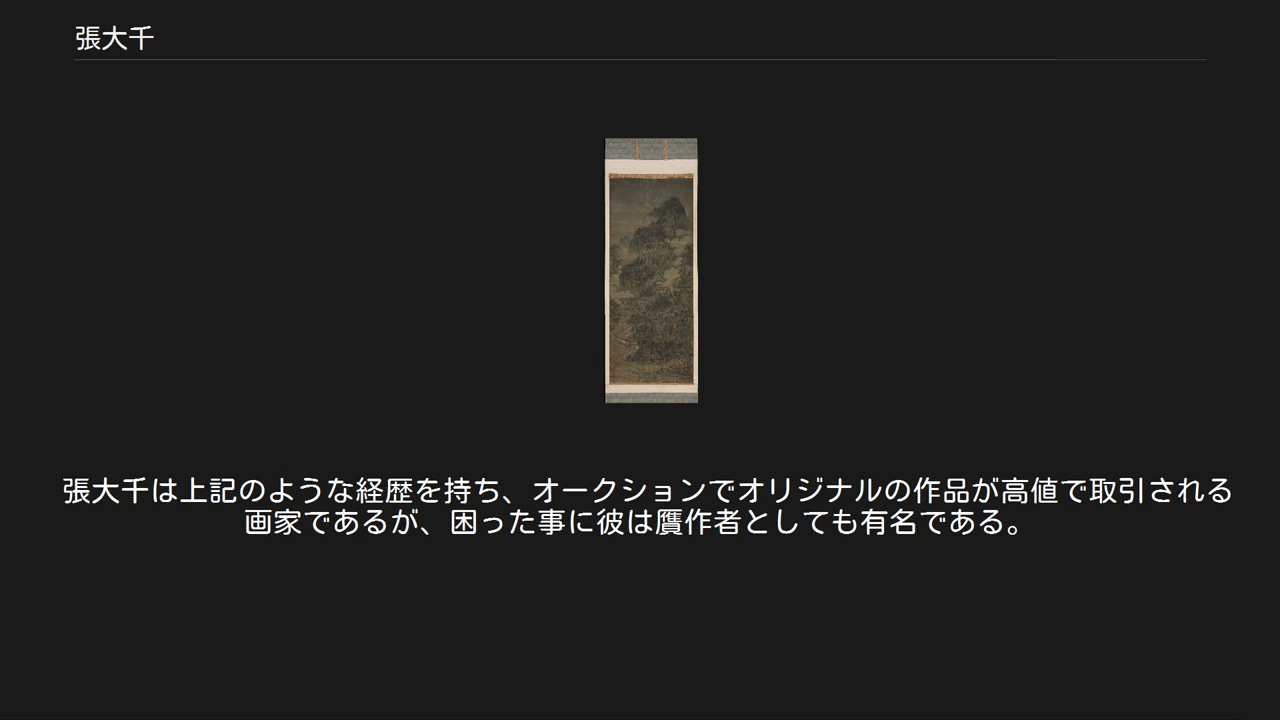 張大千
張大千は上記のような経歴を持ち、オークションでオリジナルの作品が高値で取引される
画家であるが、困った事に彼は贋作者としても有名である。